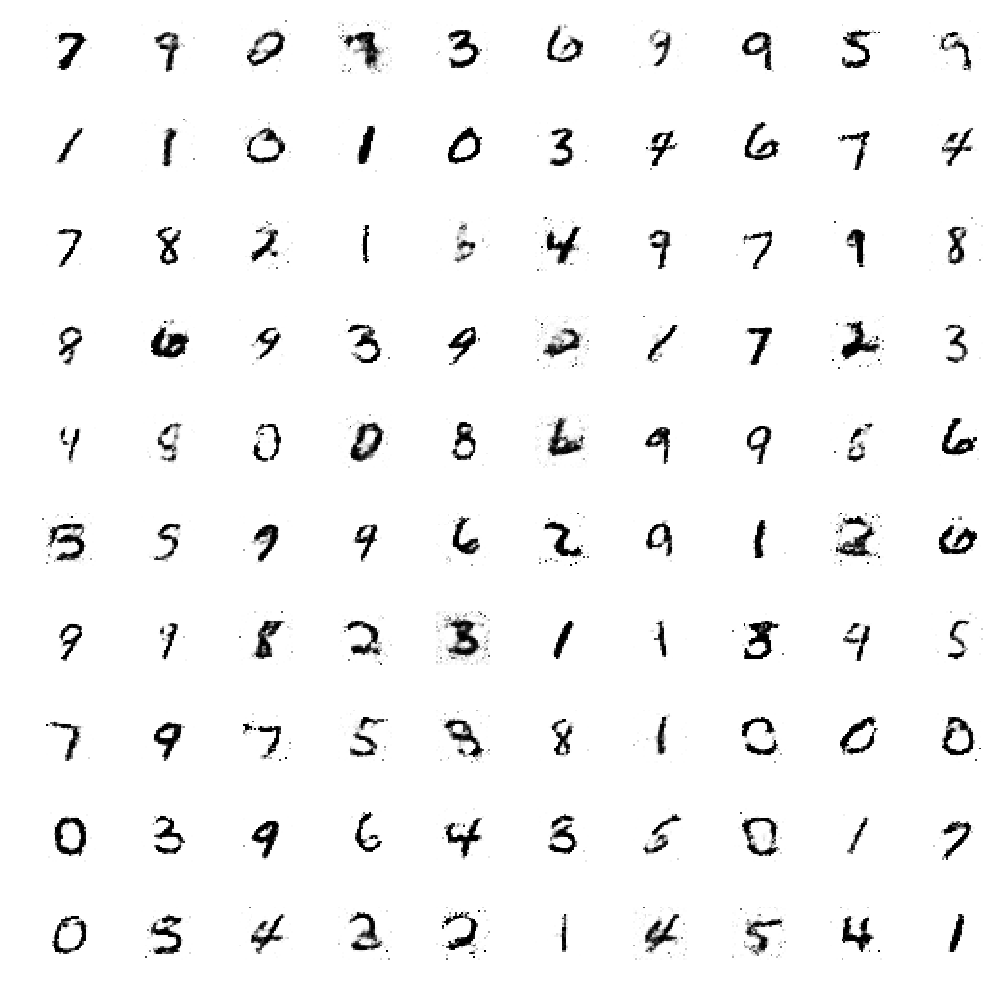 7 9 0 3 6 9 9 5 9
1 1 0 1 0 3 4 6 7 4
7 8 2 1 4 9 7 9 8
8 6 9 3 9 2 1 7 2 3
4 8 0 0 8 6 9 9 6 6
5 5 9 9 6 2 9 1 2 6
9 9 8 2 3 1 1 3 4 5
7 9 7 5 8 1 0 0 0
0 3 9 6 4 3 5 0 1 7
0 5 4 3 2 1 4 5 4 1